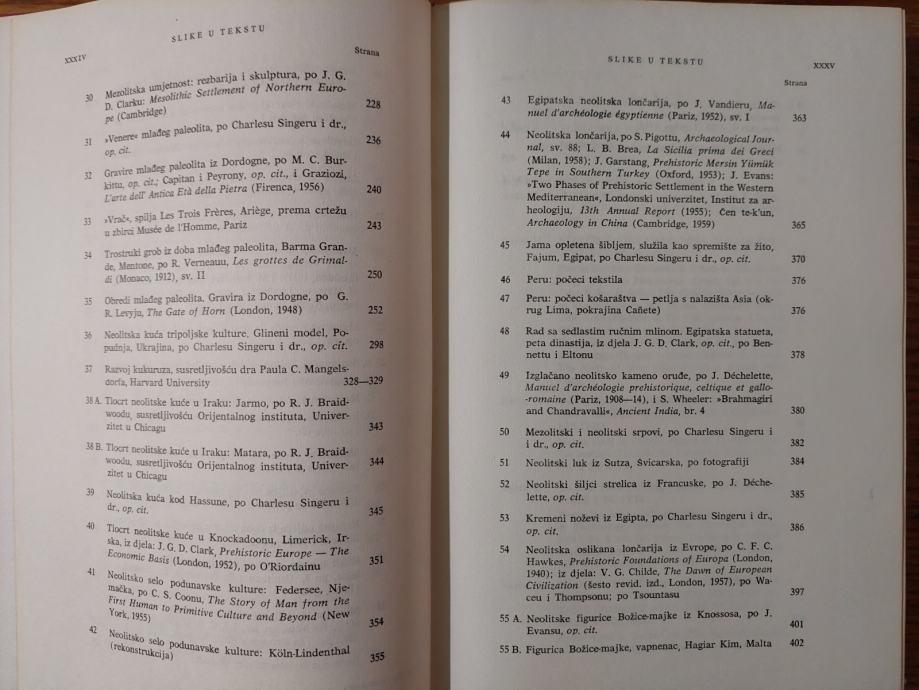 SLIKE U TEKSTU
XXXIV
Strana
30 Mezolitska umjetnost: rezbarija i skulptura, po J. G.
D. Clarku: Mesolithic Settlement of Northern Euro-
pe (Cambridge) 228
31 »Venere« mlađeg paleolita, po Charlesu Singeru i dr.,
op. cit. 236
32 Gravire mlađeg paleolita iz Dordogne, po M. C. Bur-
kittu, op. cit.; Capitan i Peyrony, op. cit., i Graziozi,
L'arte dell' Antica Età della Pietra (Firenca, 1956) 240
33 »Vrač«, spilja Les Trois Frères, Ariège, prema crtežu
u zbirci Musée de l'Homme, Pariz 243
34 Trostruki grob iz doba mlađeg paleolita, Barma Gran-
de, Mentone, po R. Verneauu, Les grottes de Grimal-
di (Monaco, 1912), sv. II 250
35 Obredi mlađeg paleolita. Gravira iz Dordogne, po G.
R. Levyju, The Gate of Horn (London, 1948) 252
36 Neolitska kuća tripoljske kulture. Glineni model, Po-
pudnja, Ukrajina, po Charlesu Singeru i dr., op. cit. 298
37 Razvoj kukuruza, susretljivošću dra Paula C. Mangels-
dorfa, Harvard University 328—329
38 A. Tlocrt neolitske kuće u Iraku: Jarmo, po R. J. Braid-
woodu, susretljivošću Orijentalnog instituta, Univer-
zitet u Chicagu 343
38 B. Tlocrt neolitske kuće u Iraku: Matara, po R. J. Braid-
woodu, susretljivošću Orijentalnog instituta, Univer-
zitet u Chicagu 344
39 Neolitska kuća kod Hassune, po Charlesu Singeru i
dr., op. cit. 345
40 Tlocrt neolitske kuće u Knockadoonu, Limerick, Ir-
ska, iz djela: J. G. D. Clark, Prehistoric Europe — The
Economic Basis (London, 1952), po O'Riordainu 351
41 Neolitsko selo podunavske kulture: Federsee, Nje-
mačka, po C. S. Coonu, The Story of Man from the
First Human to Primitive Culture and Beyond (New
York, 1955) 354
42 Neolitsko selo podunavske kulture: Köln-Lindenthal
(rekonstrukcija) 355
SLIKE U TEKSTU
XXXV
Strana
43 Egipatska neolitska lončarija, po J. Vandieru, Ma-
nuel d'archéologie égyptienne (Pariz, 1952), sv. I 363
44 Neolitska lončarija, po S. Pigottu, Archaeological Jour-
nal, sv. 88; L. B. Brea, La Sicilia prima dei Greci
(Milan, 1958); J. Garstang, Prehistoric Mersin Yümük
Tepe in Southern Turkey (Oxford, 1953); J. Evans:
»Two Phases of Prehistoric Settlement in the Western
Mediterranean«, Londonski univerzitet, Institut za ar-
heologiju, 13th Annual Report (1955); Čen te-k'un,
Archaeology in China (Cambridge, 1959) 365
45 Jama opletena šibljem, služila kao spremište za žito,
Fajum, Egipat, po Charlesu Singeru i dr., op. cit. 370
46 Peru: počeci tekstila 376
47 Peru: počeci košaraštva — petlja s nalazišta Asia (ok-
rug Lima, pokrajina Cañete) 376
48 Rad sa sedlastim ručnim mlinom. Egipatska statueta,
peta dinastija, iz djela J. G. D. Clark, op. cit., po Ben-
nettu i Eltonu 378
49 Izglačano neolitsko kameno oruđe, po J. Déchelette,
Manuel d'archéologie prehistorique, celtique et gallo-
-romaine (Pariz, 1908—14), i S. Wheeler: »Brahmagiri
and Chandravalli«, Ancient India, br. 4 380
50 Mezolitski i neolitski srpovi, po Charlesu Singeru i
i dr., op. cit. 382
51 Neolitski luk iz Sutza, Švicarska, po fotografiji 384
52 Neolitski šiljci strelica iz Francuske, po J. Déche-
lette, op. cit. 385
53 Kremeni noževi iz Egipta, po Charlesu Singeru i dr.,
op. cit. 386
54 Neolitska oslikana lončarija iz Evrope, po C. F. C.
Hawkes, Prehistoric Foundations of Europa (London,
1940); iz djela: V. G. Childe, The Dawn of European
Civilization (šesto revid. izd., London, 1957), po Wa-
ceu i Thompsonu; po Tsountasu 397
55 A. Neolitske figurice Božice-majke iz Knossosa, po J.
Evansu, op. cit. 401
55 B. Figurica Božice-majke, vapnenac, Hagiar Kim, Malta 402